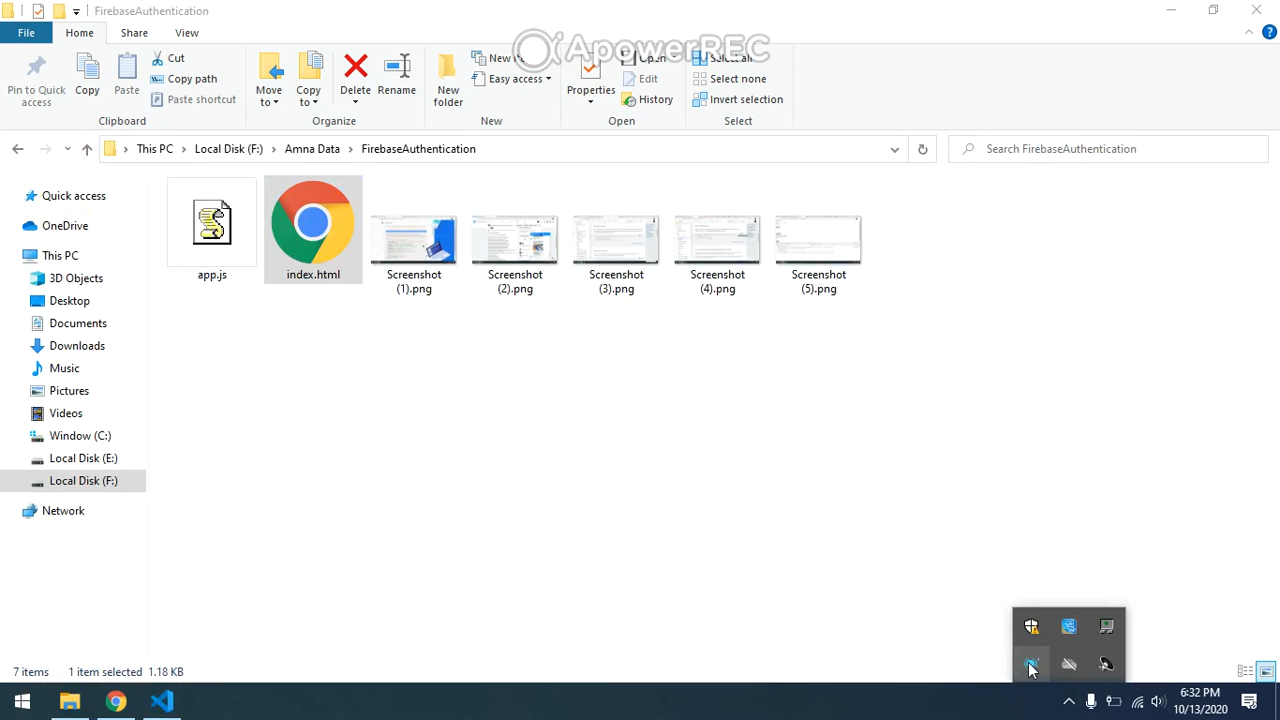 FirebaseAuthentication
File
Home
Share
View
ApowerREC
Pin to Quick access
Copy
Paste
Cut
Copy path
Paste shortcut
Clipboard
Move to
Copy to
Delete
Rename
Organize
New folder
Easy access
New
Properties
Open
Edit
History
Open
Select all
Select none
Invert selection
Select
This PC
Local Disk (F:)
Amna Data
FirebaseAuthentication
Search FirebaseAuthentication
Quick access
OneDrive
This PC
3D Objects
Desktop
Documents
Downloads
Music
Pictures
Videos
Window (C:)
Local Disk (E:)
Local Disk (F:)
Network
app.js
index.html
Screenshot (1).png
Screenshot (2).png
Screenshot (3).png
Screenshot (4).png
Screenshot (5).png
7 items
1 item selected
1.18 KB
6:32 PM
10/13/2020